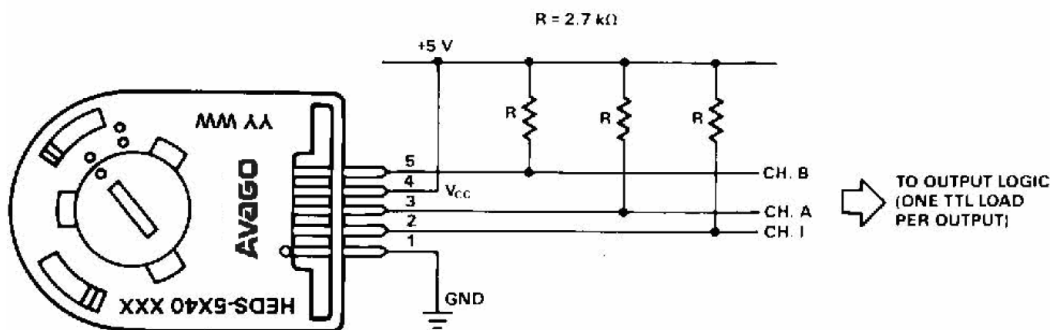 R = 2.7 kΩ
+5 V
R
R
R
YY WW
AVAGO
HEDS-5X40 XXX
5
4
3
2
1
VCC
GND
CH. B
CH. A
CH. I
TO OUTPUT LOGIC
(ONE TTL LOAD
PER OUTPUT)